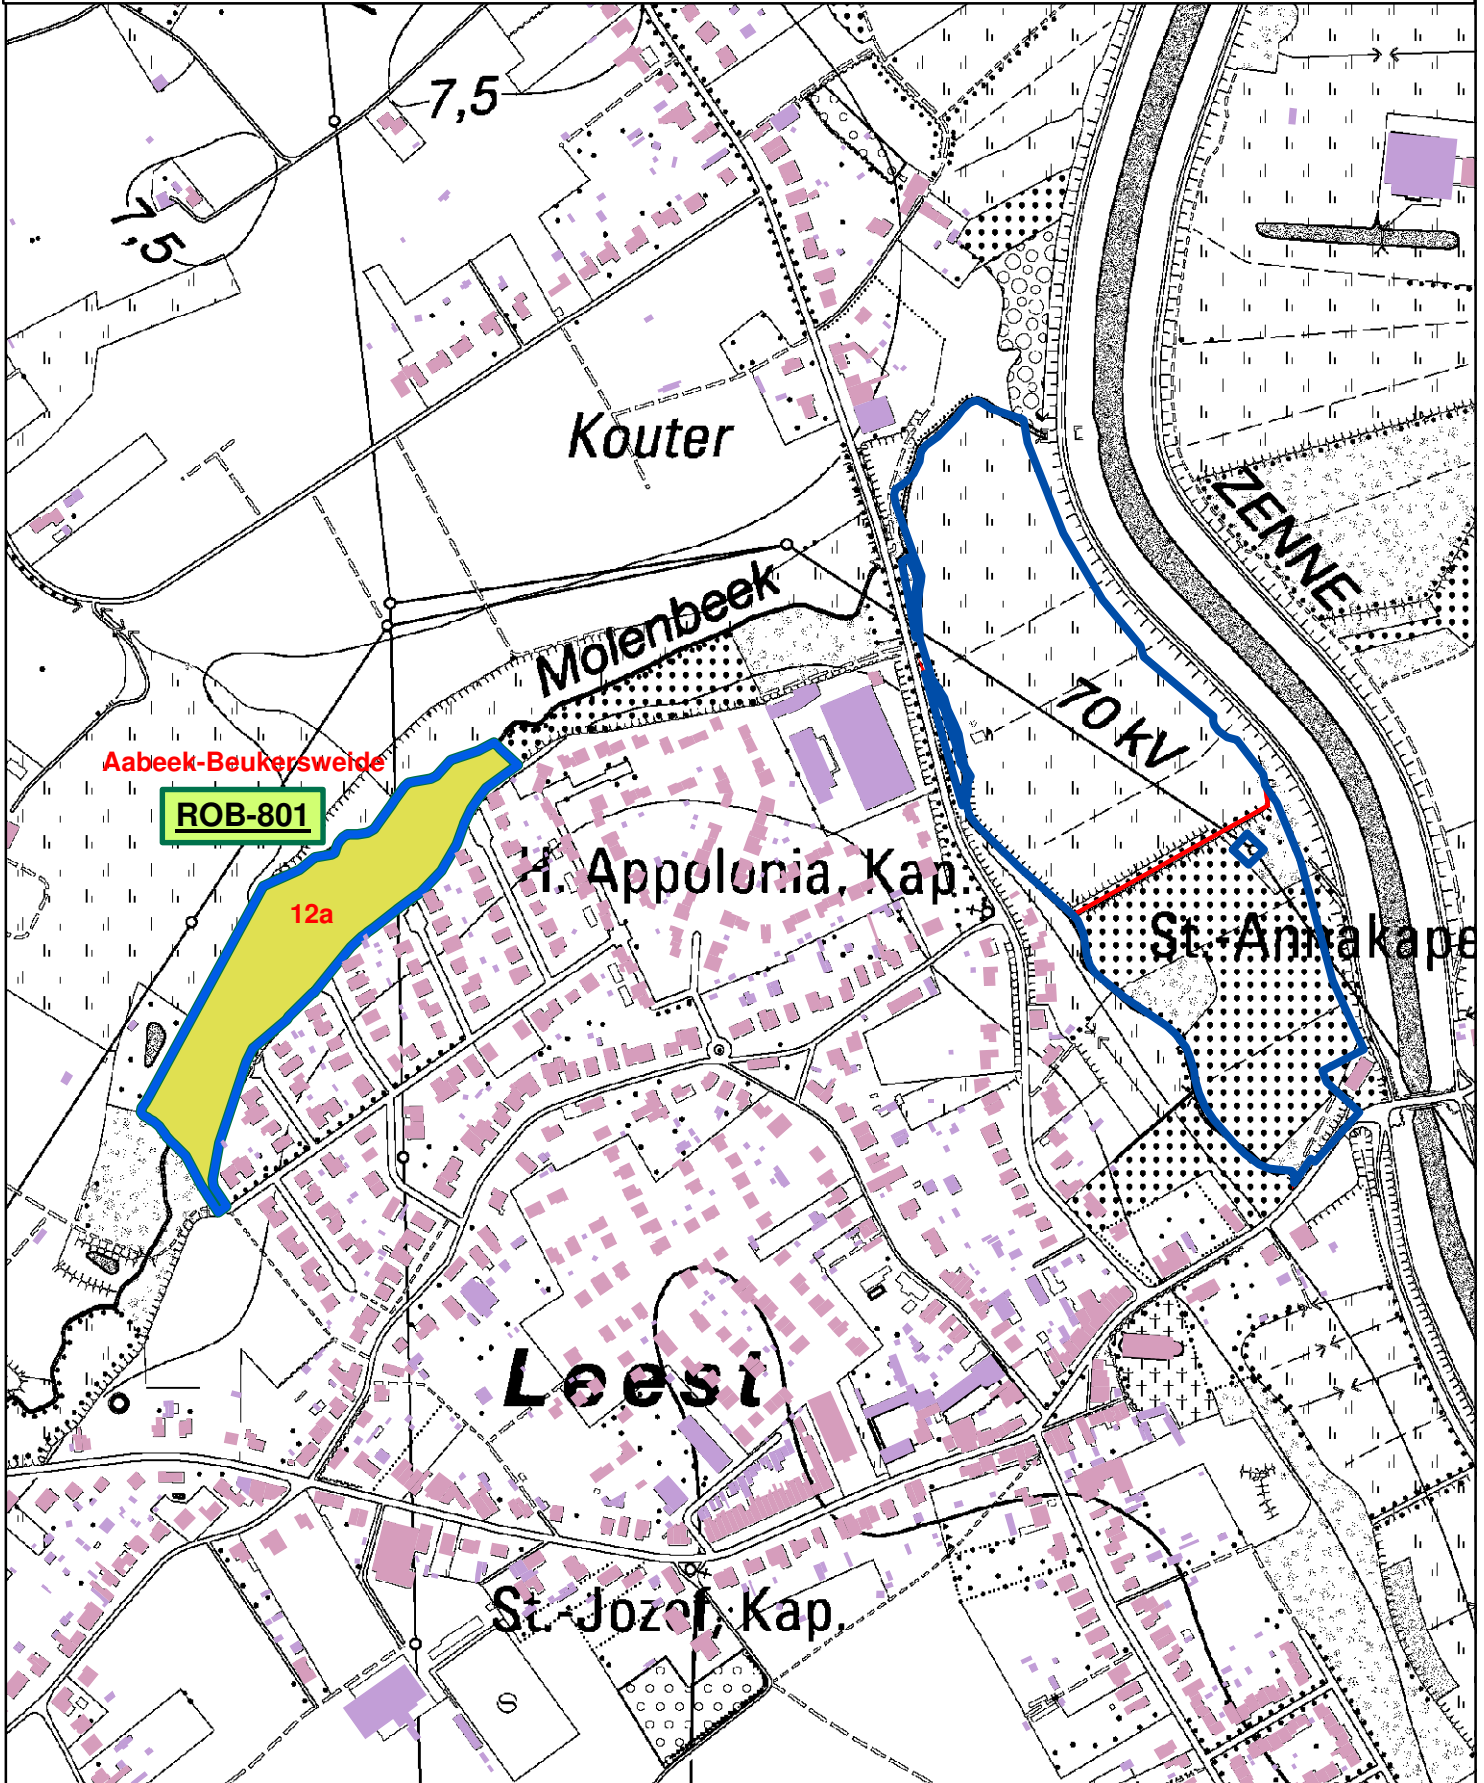 7,5
7,5
Kouter
ZENNE
Molenbeek
70 kV
Aabeek-Beukersweide
ROB-801
12a
H. Appolonia, Kap.
St.-Annakape
Leest
St.-Jozef, Kap.